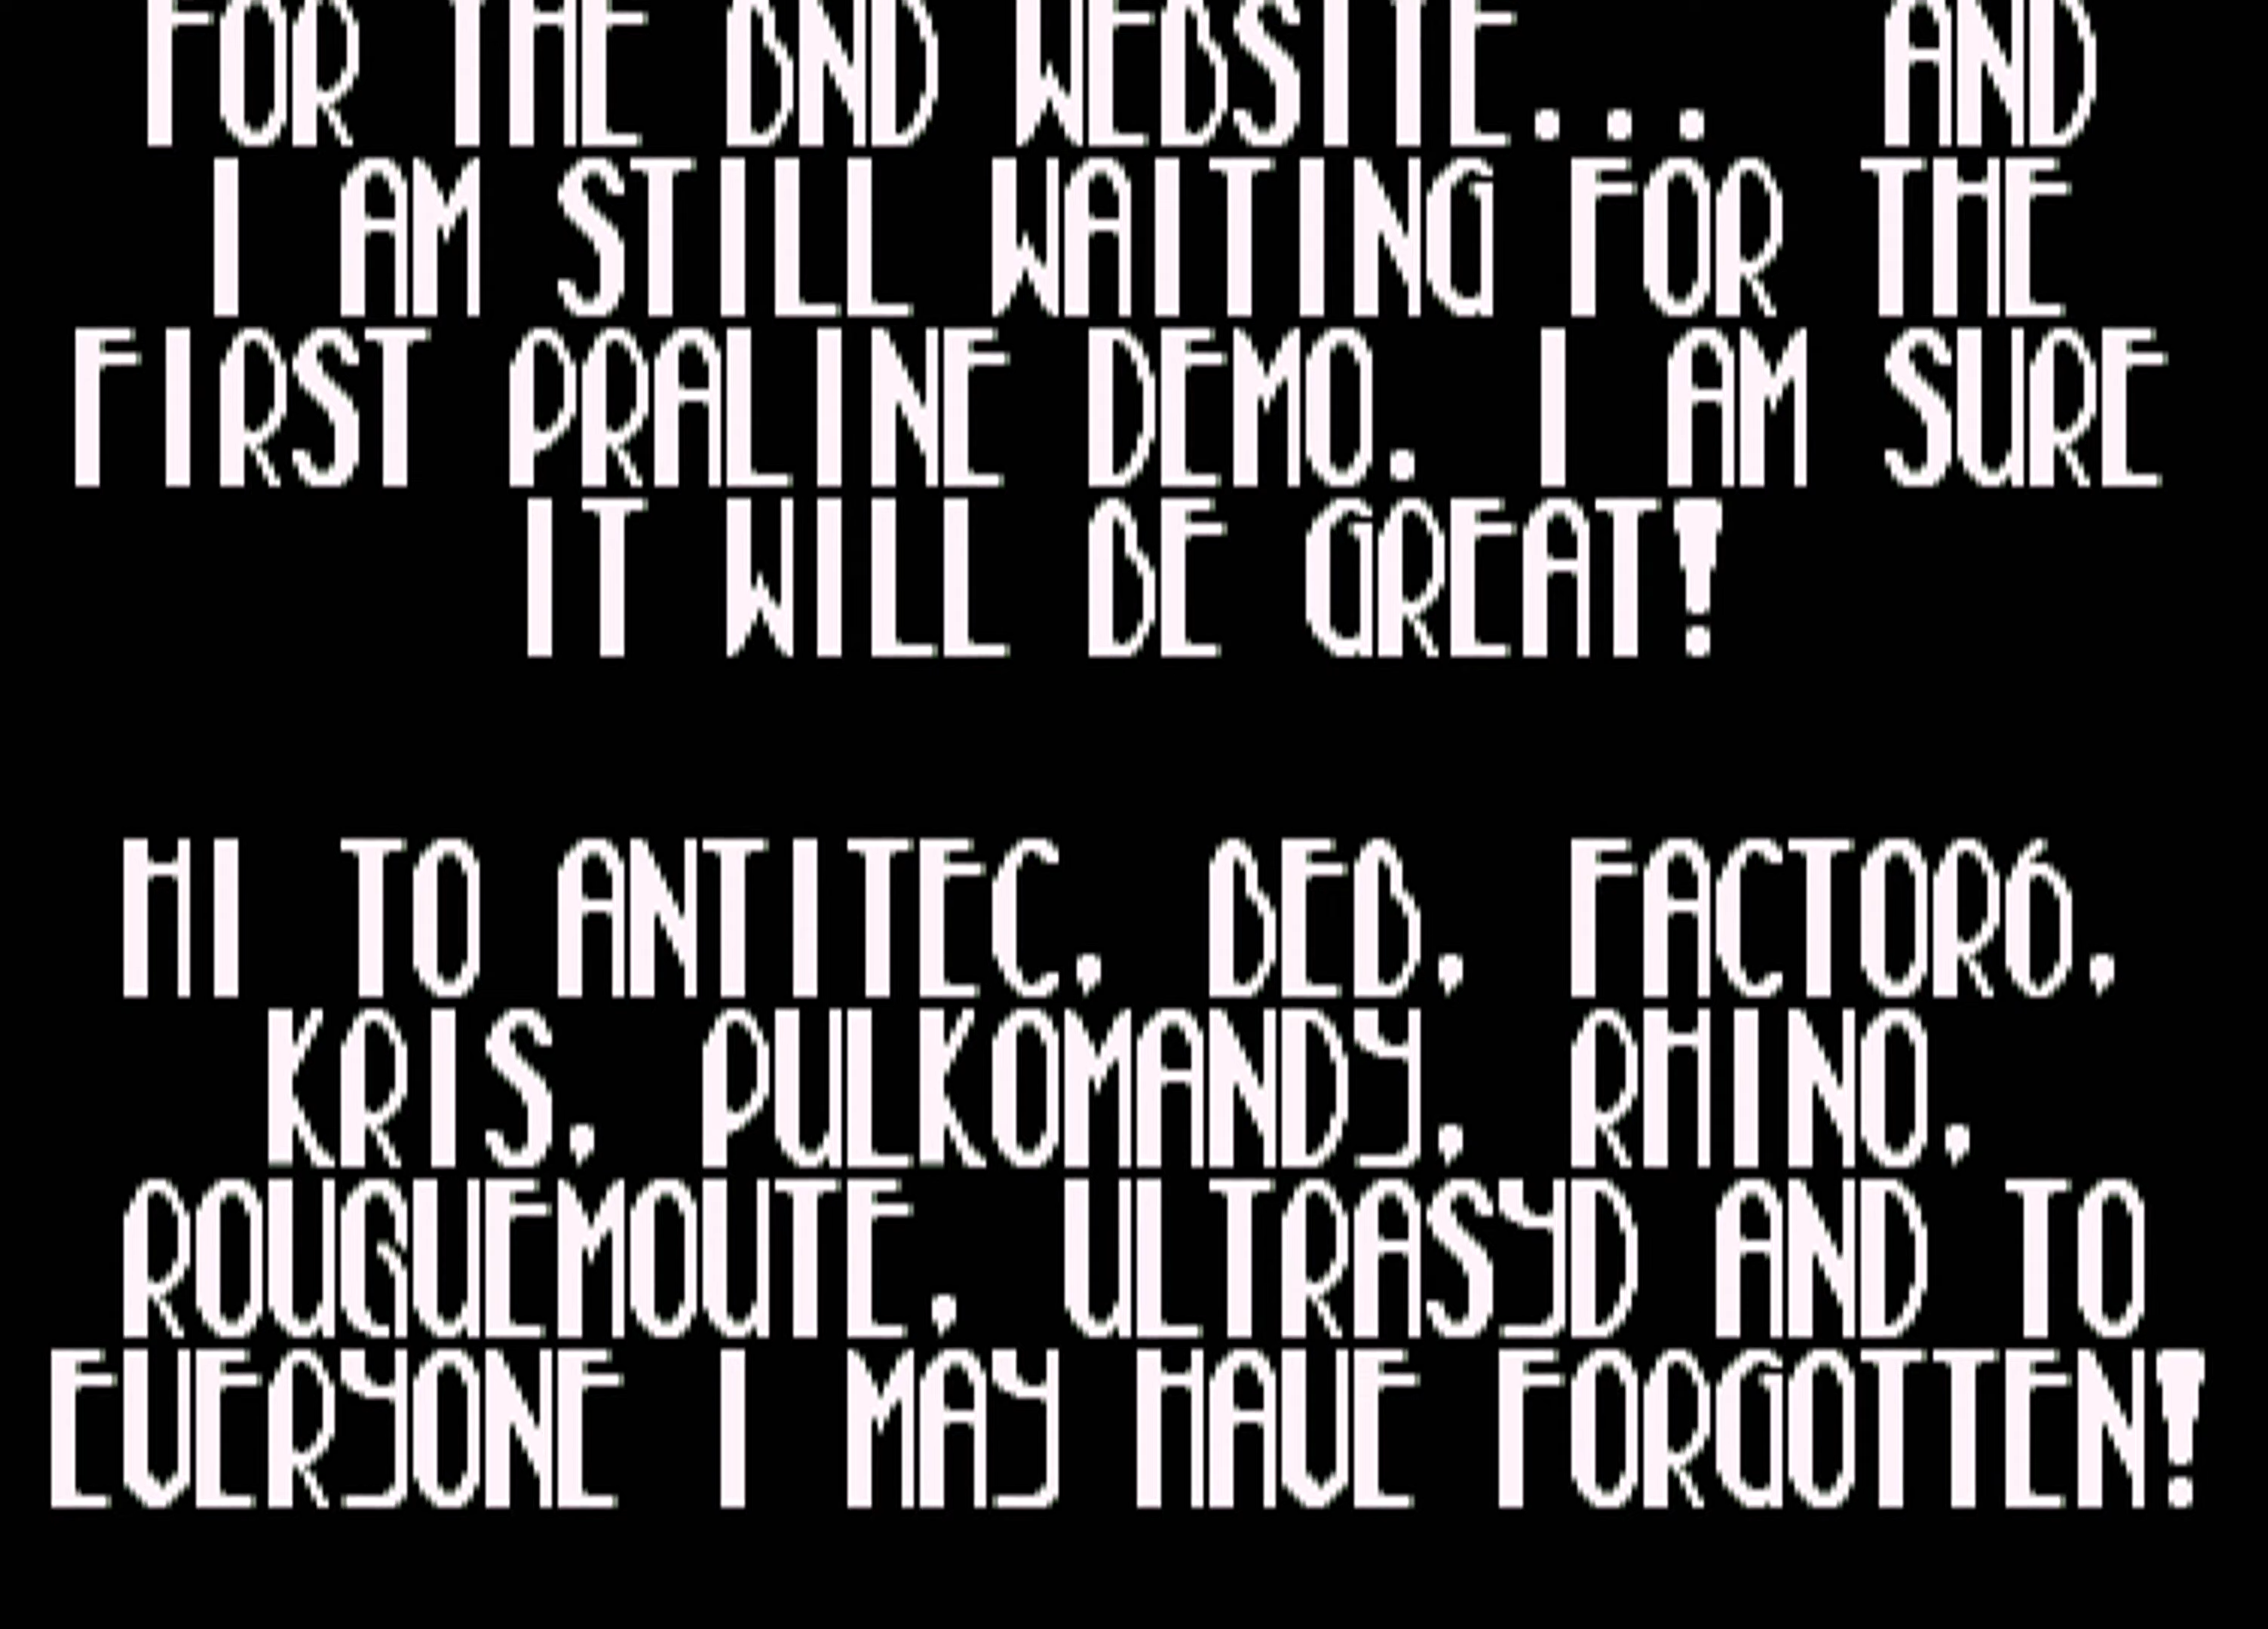 FOR THE BND WEBSITE... AND
I AM STILL WAITING FOR THE
FIRST PRALINE DEMO. I AM SURE
IT WILL BE GREAT!
HI TO ANTITEC, BEB, FACTOR6,
KRIS, PULKOMANDY, RHINO,
ROUQUEMOUTE, ULTRASYD AND TO
EVERYONE I MAY HAVE FORGOTTEN!